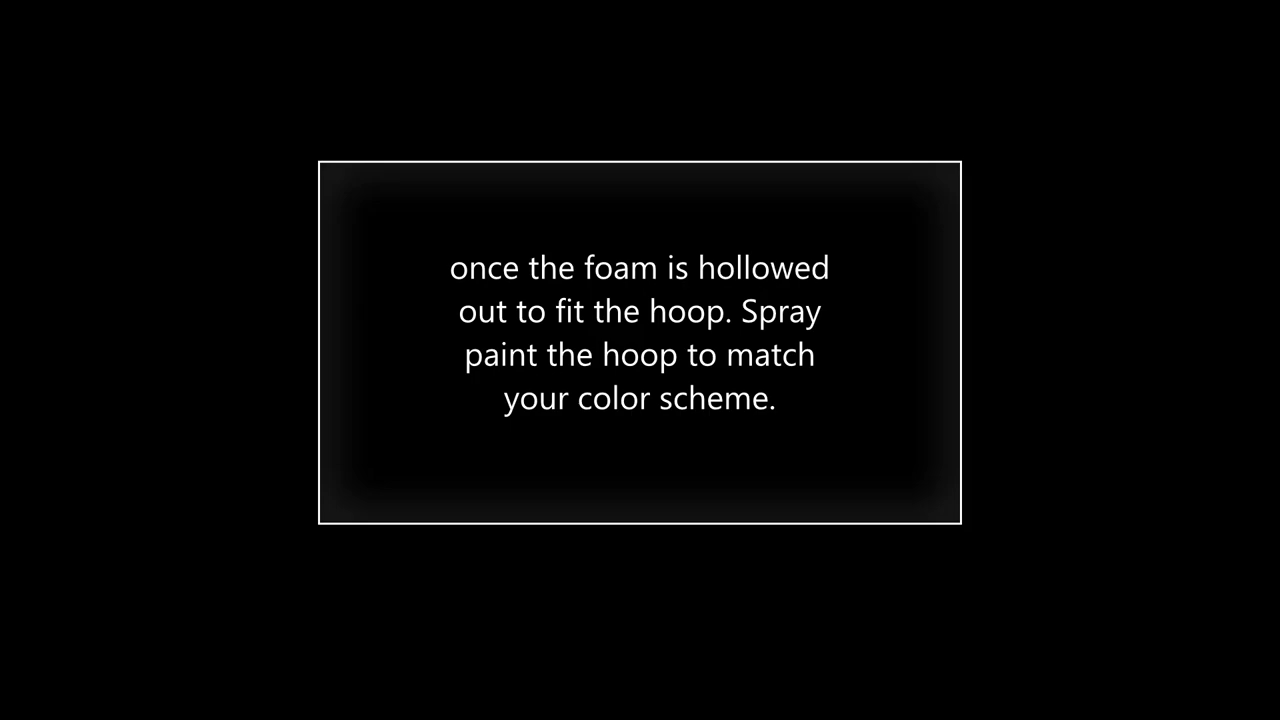 once the foam is hollowed
out to fit the hoop. Spray
paint the hoop to match
your color scheme.